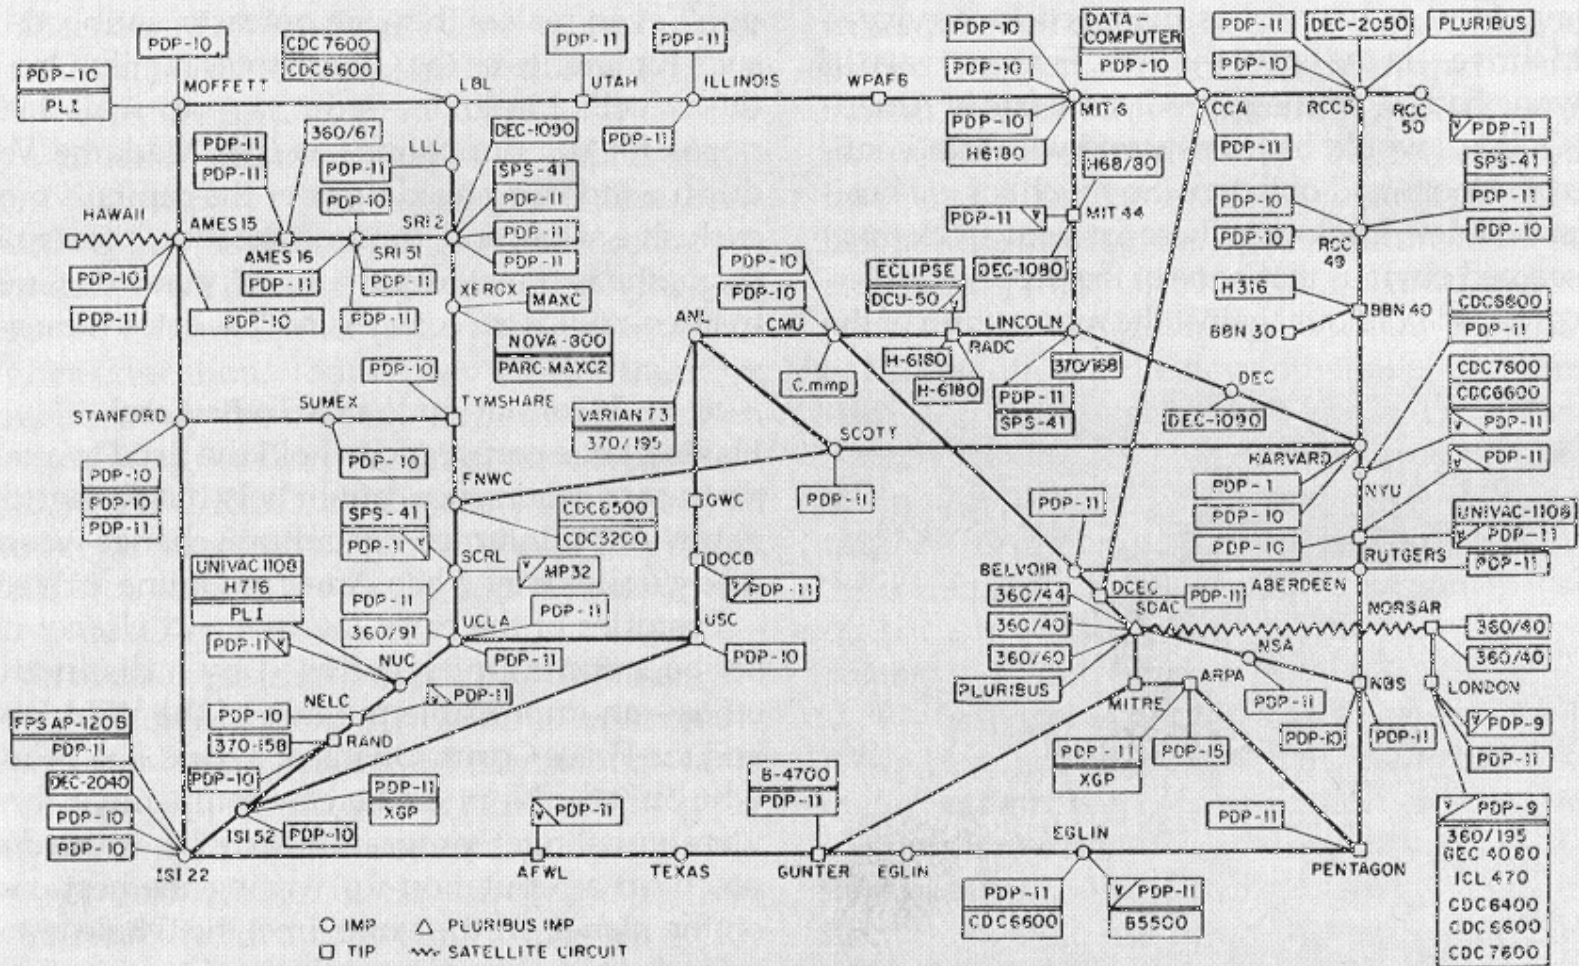 PDP-10
CDC7600
CDC6600
PDP-11
PDP-11
PDP-10
PDP-10
DATA-
COMPUTER
PDP-10
PDP-11
PDP-10
DEC-2050
PLURIBUS
PDP-10
PLI
MOFFETT
LBL
UTAH
ILLINOIS
WPAFB
MIT 6
CCA
RCC5
RCC
50
PDP-11
PDP-10
H6180
H68/80
PDP-11
PDP-11
PDP-11
PDP-11
360/67
LLL
PDP-11
DEC-1090
SPS-41
PDP-11
PDP-11
PDP-11
PDP-10
SRI 2
SRI 51
HAWAII
AMES 15
AMES 16
PDP-10
PDP-11
PDP-10
PDP-11
PDP-11
PDP-11
PDP-11
MIT 44
DEC-1080
SPS-41
PDP-11
PDP-10
PDP-10
PDP-10
RCC
49
XEROX
MAXC
NOVA-800
PARC-MAXC2
ANL
PDP-10
PDP-10
CMU
C.mmp
ECLIPSE
DCU-50
RADC
H-6180
H-6180
LINCOLN
370/168
PDP-11
SPS-41
H316
BBN 40
BBN 30
CDC6600
PDP-11
CDC7600
CDC6600
PDP-11
PDP-11
DEC
DEC-1090
STANFORD
SUMEX
PDP-10
TYMSHARE
PDP-10
PDP-10
PDP-10
PDP-11
VARIAN 73
370/195
SCOTT
PDP-11
HARVARD
PDP-1
PDP-10
PDP-10
NYU
UNIVAC-1108
PDP-11
RUTGERS
PDP-11
FNWC
CDC6500
CDC3200
GWC
SPS-41
PDP-11
SCRL
MP32
PDP-11
DOCB
PDP-11
PDP-11
BELVOIR
ABERDEEN
DCEC
PDP-11
SDAC
360/44
360/40
360/40
PLURIBUS
NORSAR
360/40
360/40
UNIVAC 1108
H716
PLI
PDP-11
360/91
UCLA
PDP-11
PDP-11
USC
PDP-10
NUC
NELC
PDP-11
PDP-10
370-158
RAND
PDP-10
NSA
PDP-11
NBS
PDP-10
PDP-11
LONDON
PDP-9
PDP-11
MITRE
ARPA
PDP-11
XGP
PDP-15
FPS AP-120B
PDP-11
DEC-2040
PDP-10
PDP-10
ISI 52
PDP-11
XGP
PDP-10
ISI 22
PDP-11
AFWL
TEXAS
B-4700
PDP-11
GUNTER
EGLIN
EGLIN
PDP-11
CDC6600
PDP-11
B5500
PDP-11
PENTAGON
PDP-9
360/195
GEC 4080
ICL 470
CDC6400
CDC6600
CDC7600
IMP
PLURIBUS IMP
TIP
SATELLITE CIRCUIT